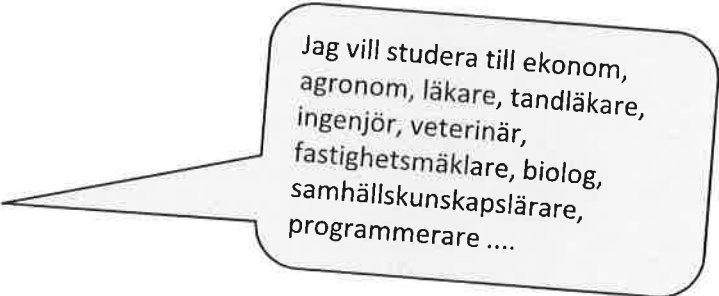 Jag vill studera till ekonom,
agronom, läkare, tandläkare,
ingenjör, veterinär,
fastighetsmäklare, biolog,
samhällskunskapslärare,
programmerare ....